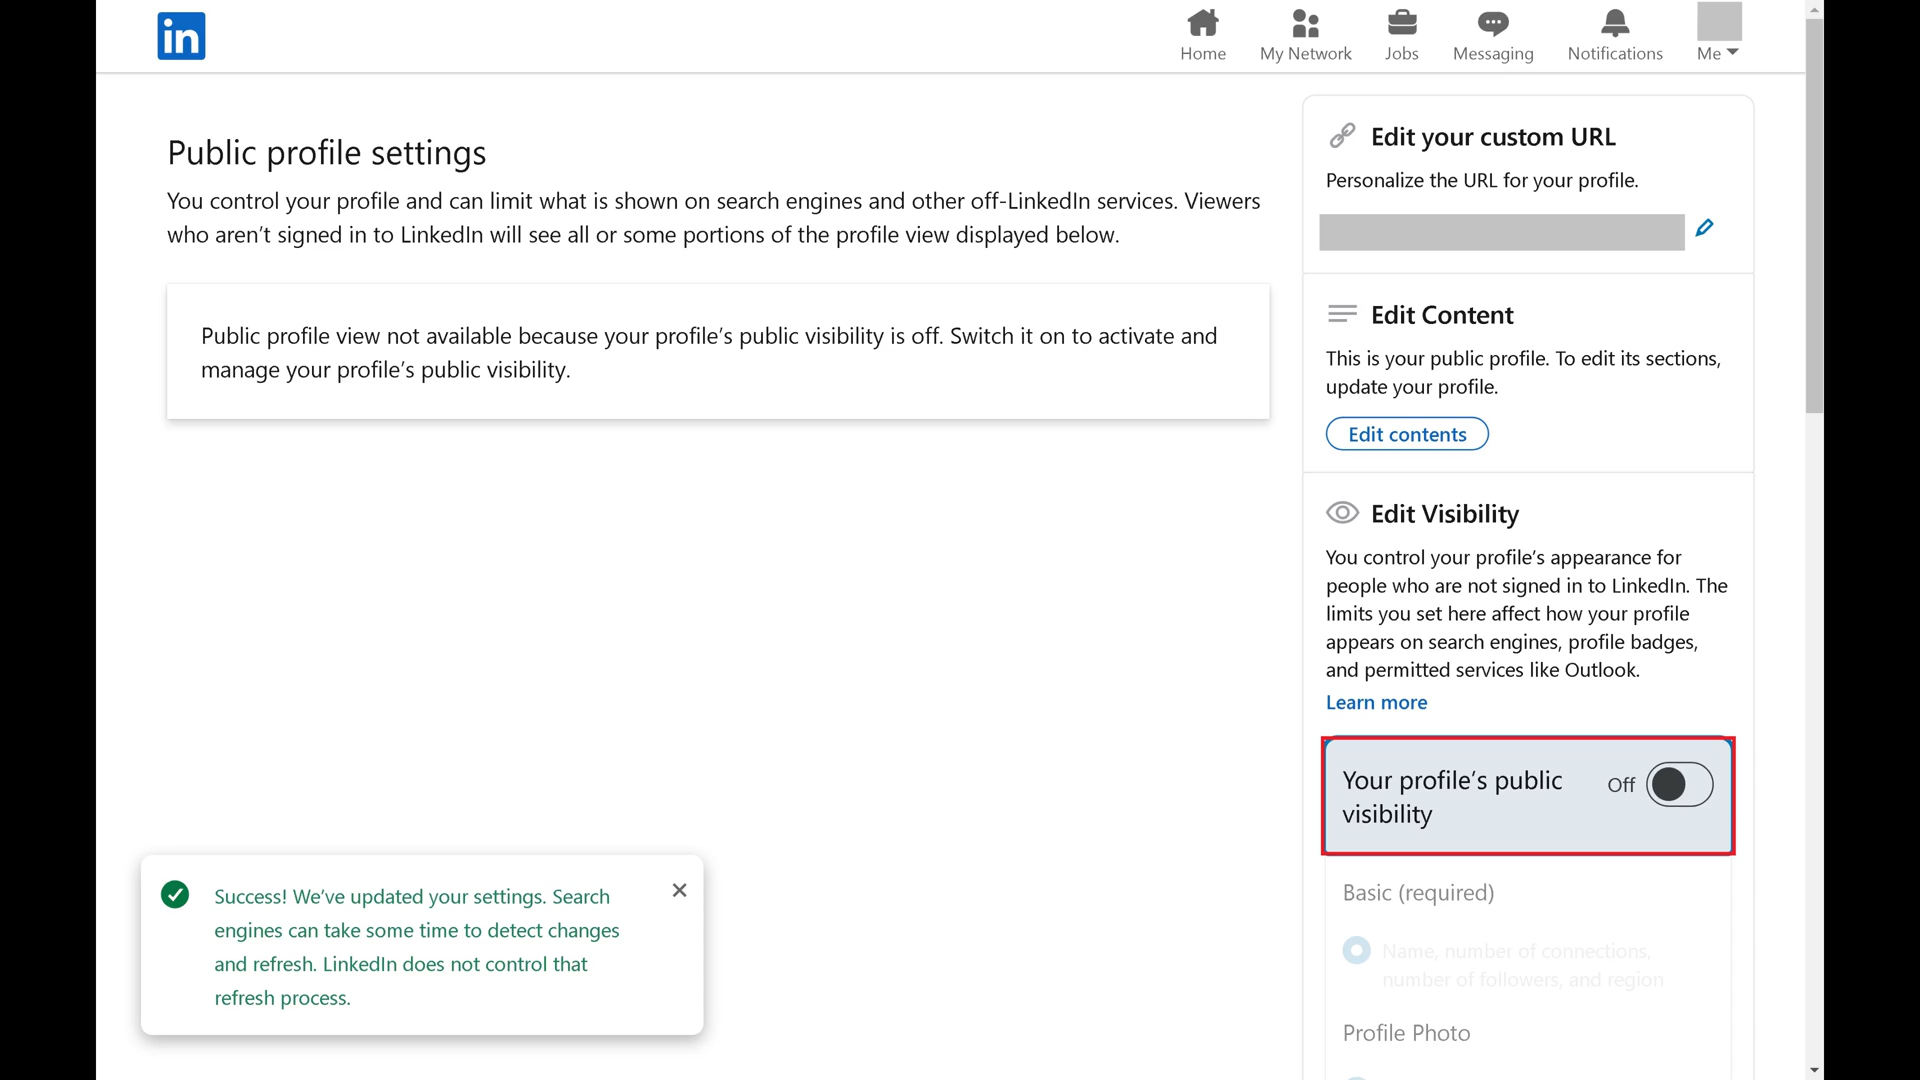 in
Home
My Network
Jobs
Messaging
Notifications
Me
Public profile settings
You control your profile and can limit what is shown on search engines and other off-LinkedIn services. Viewers
who aren’t signed in to LinkedIn will see all or some portions of the profile view displayed below.
Public profile view not available because your profile’s public visibility is off. Switch it on to activate and
manage your profile’s public visibility.
Edit your custom URL
Personalize the URL for your profile.
Edit Content
This is your public profile. To edit its sections,
update your profile.
Edit contents
Edit Visibility
You control your profile’s appearance for
people who are not signed in to LinkedIn. The
limits you set here affect how your profile
appears on search engines, profile badges,
and permitted services like Outlook.
Learn more
Your profile’s public
visibility
Off
Basic (required)
Name, number of connections,
number of followers, and region
Profile Photo
Success! We’ve updated your settings. Search
engines can take some time to detect changes
and refresh. LinkedIn does not control that
refresh process.